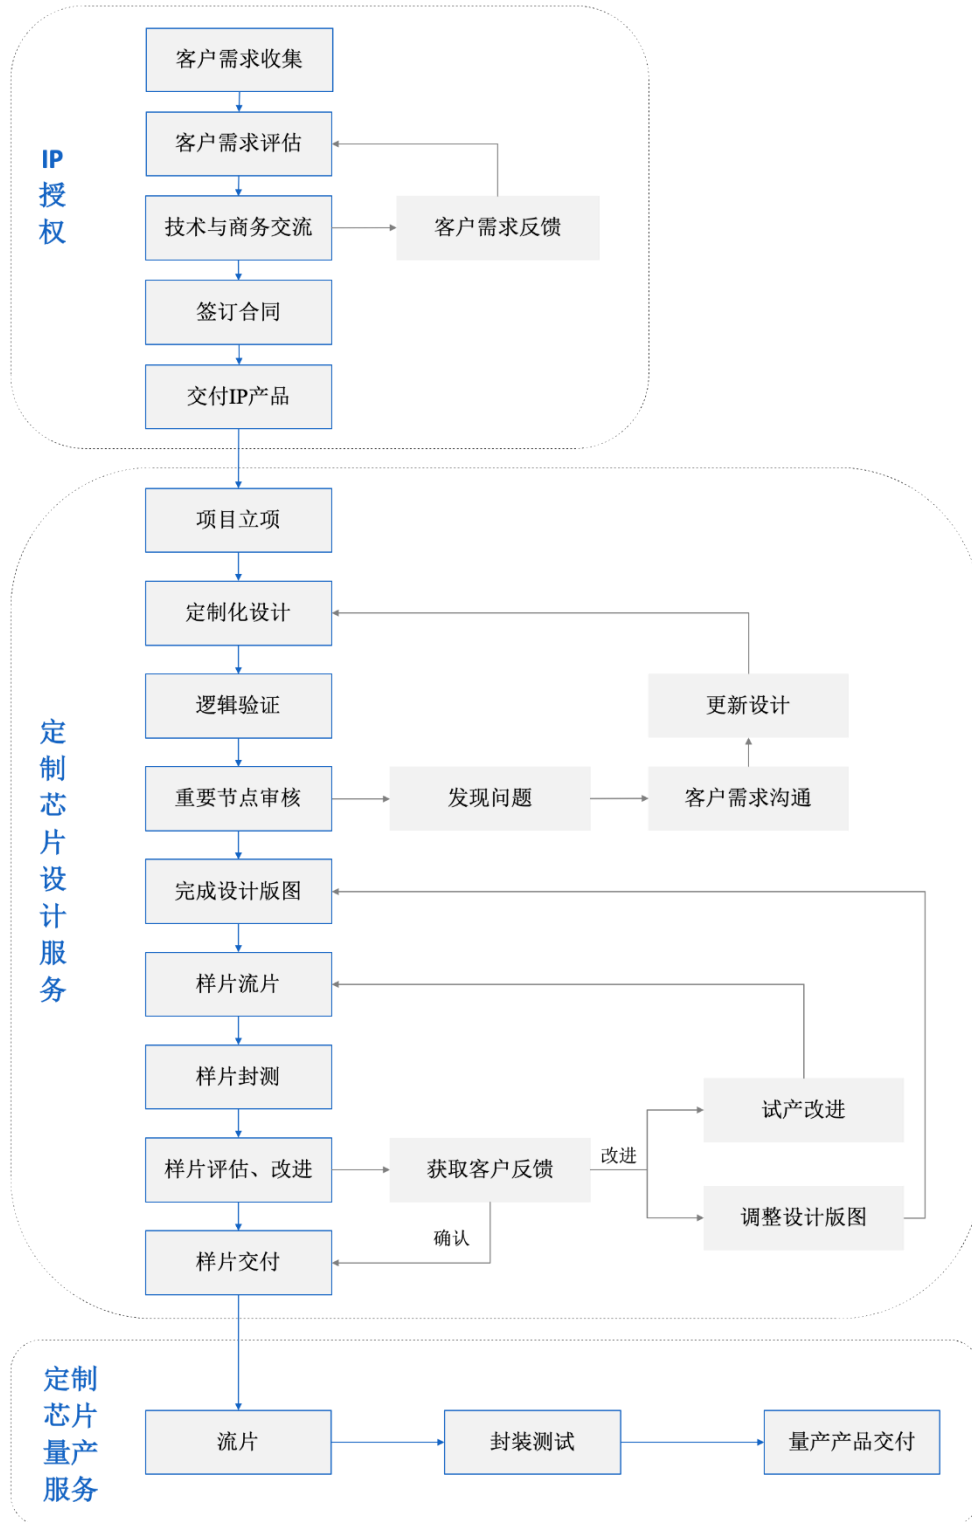 客户需求收集
IP
授
权
客户需求评估
技术与商务交流
客户需求反馈
签订合同
交付IP产品
定
制
芯
片
设
计
服
务
项目立项
定制化设计
逻辑验证
更新设计
重要节点审核
发现问题
客户需求沟通
完成设计版图
样片流片
样片封测
试产改进
样片评估、改进
获取客户反馈
改进
调整设计版图
确认
样片交付
定制
芯片
量产
服务
流片
封装测试
量产产品交付